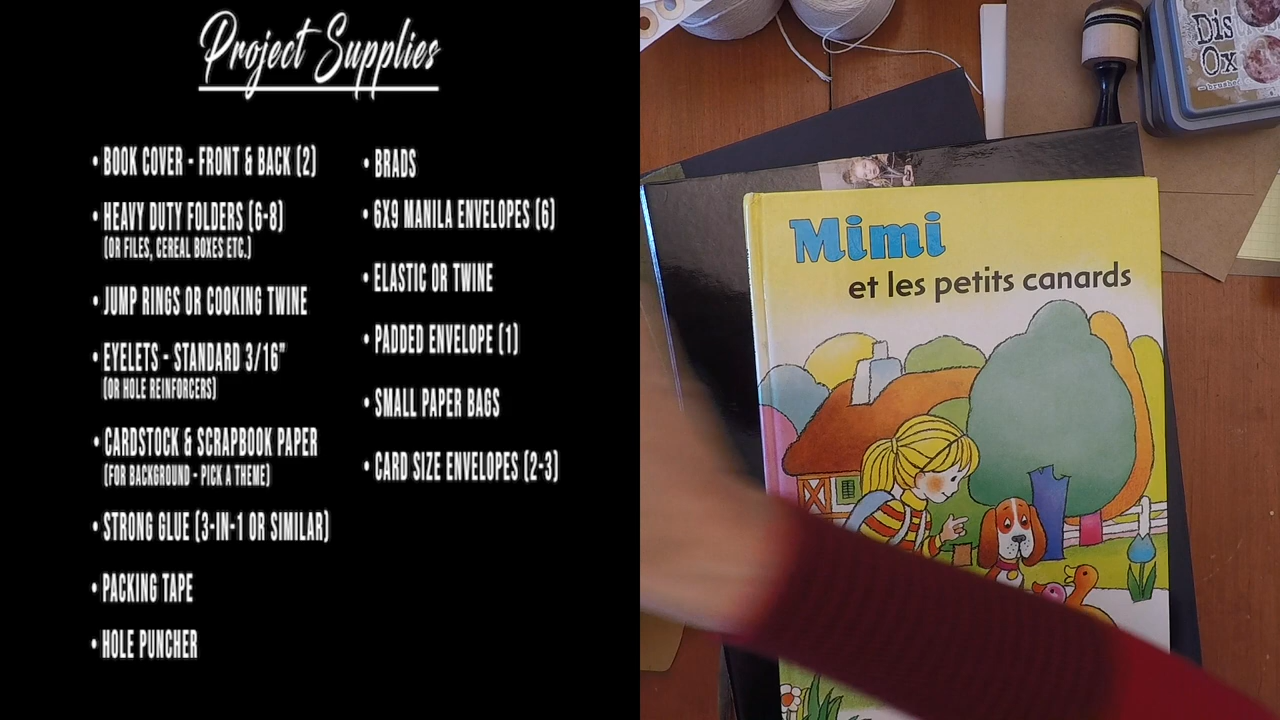 Project Supplies
• BOOK COVER - FRONT & BACK (2)
• HEAVY DUTY FOLDERS (6-8)
(OR FILES, CEREAL BOXES ETC.)
• JUMP RINGS OR COOKING TWINE
• EYELETS - STANDARD 3/16"
(OR HOLE REINFORCERS)
• CARDSTOCK & SCRAPBOOK PAPER
(FOR BACKGROUND - PICK A THEME)
• STRONG GLUE (3-IN-1 OR SIMILAR)
• PACKING TAPE
• HOLE PUNCHER
• BRADS
• 6X9 MANILA ENVELOPES (6)
• ELASTIC OR TWINE
• PADDED ENVELOPE (1)
• SMALL PAPER BAGS
• CARD SIZE ENVELOPES (2-3)
Mimi
et les petits canards
Dis
Ox